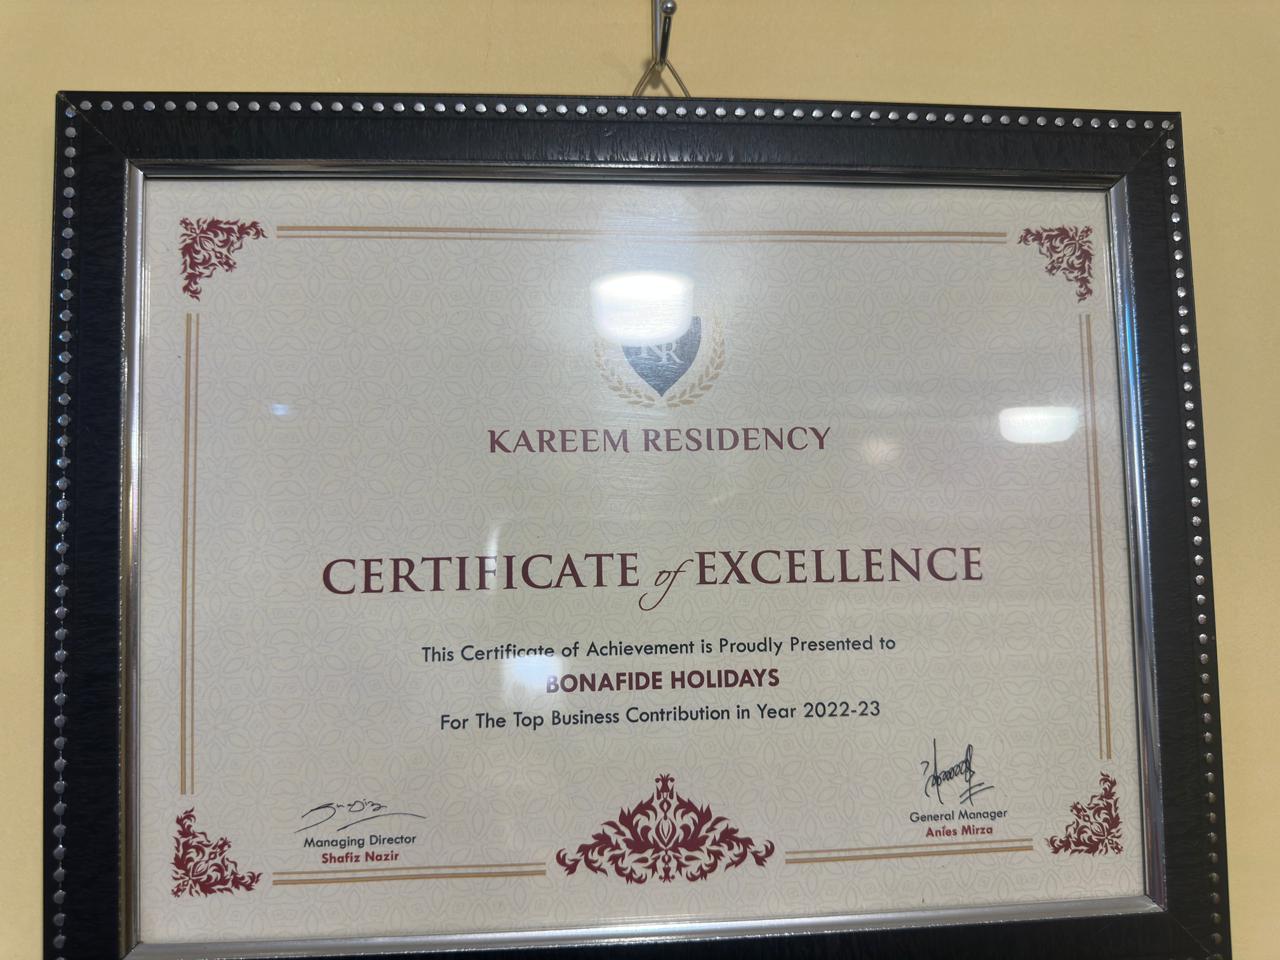 KR
KAREEM RESIDENCY
CERTIFICATE of EXCELLENCE
This Certificate of Achievement is Proudly Presented to
BONAFIDE HOLIDAYS
For The Top Business Contribution in Year 2022-23
Managing Director
Shafiz Nazir
General Manager
Anies Mirza